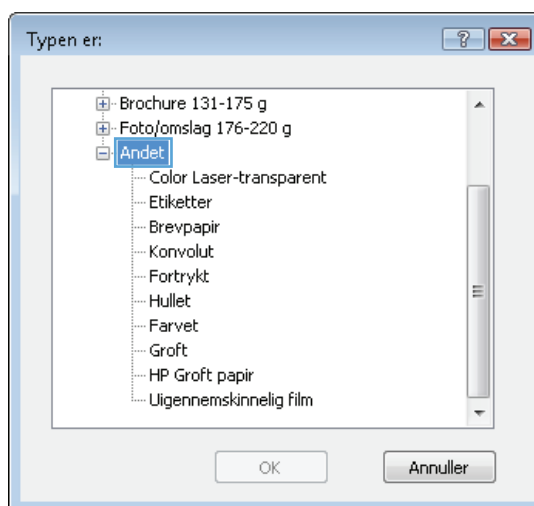 Typen er:
Brochure 131-175 g
Foto/omslag 176-220 g
Andet
Color Laser-transparent
Etiketter
Brevpapir
Konvolut
Fortrykt
Hullet
Farvet
Groft
HP Groft papir
Uigennemskinnelig film
OK
Annuller